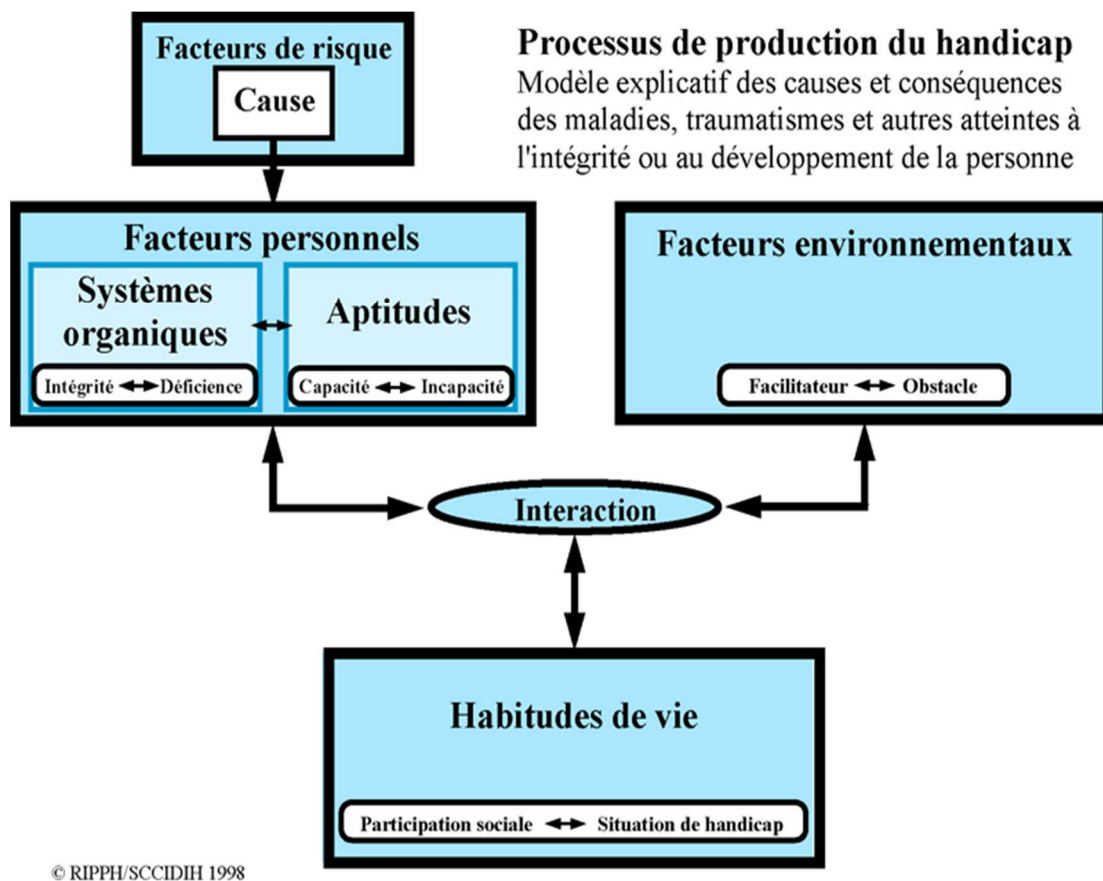 Facteurs de risque
Cause
Processus de production du handicap
Modèle explicatif des causes et conséquences
des maladies, traumatismes et autres atteintes à
l'intégrité ou au développement de la personne
Facteurs personnels
Systèmes
organiques
Intégrité
Déficience
Aptitudes
Capacité
Incapacité
Facteurs environnementaux
Facilitateur
Obstacle
Interaction
Habitudes de vie
Participation sociale
Situation de handicap
© RIPPH/SCCIDIH 1998